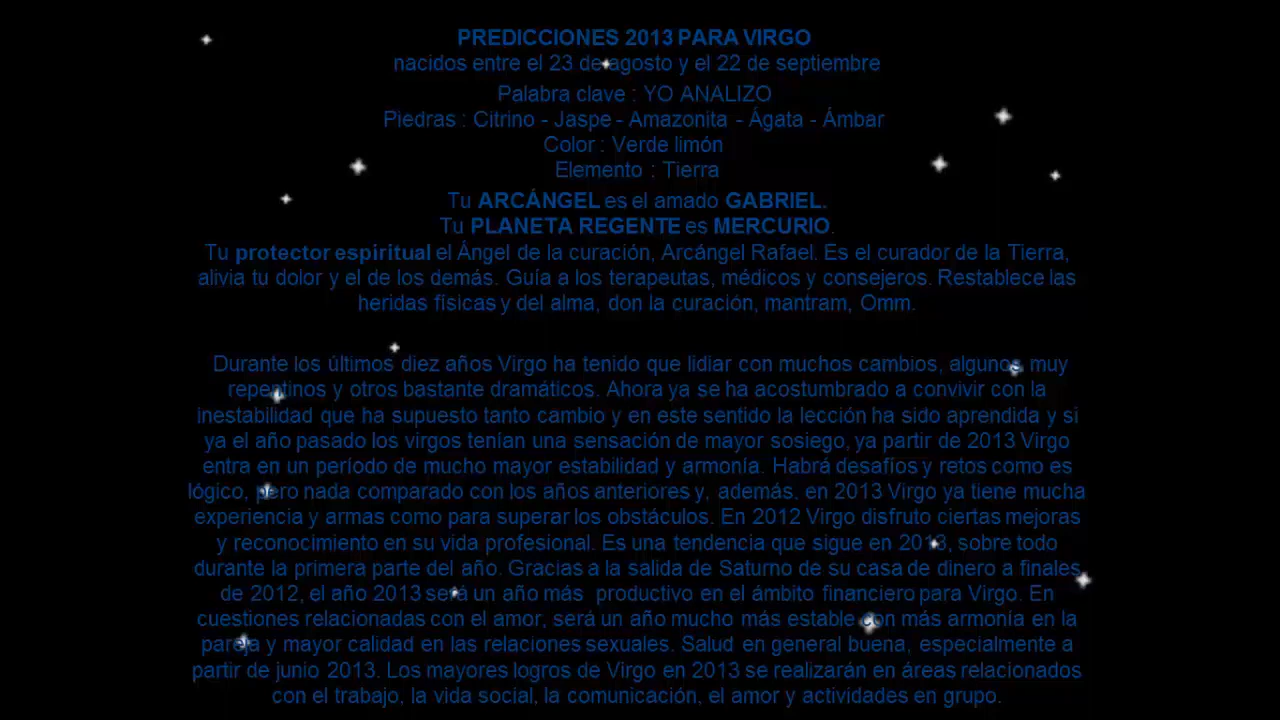 PREDICCIONES 2013 PARA VIRGO
nacidos entre el 23 de agosto y el 22 de septiembre
Palabra clave : YO ANALIZO
Piedras : Citrino - Jaspe - Amazonita - Ágata - Ámbar
Color : Verde limón
Elemento : Tierra
Tu ARCÁNGEL es el amado GABRIEL.
Tu PLANETA REGENTE es MERCURIO.
Tu protector espiritual el Ángel de la curación, Arcángel Rafael. Es el curador de la Tierra,
alivia tu dolor y el de los demás. Guía a los terapeutas, médicos y consejeros. Restablece las
heridas físicas y del alma, don la curación, mantram, Omm.
Durante los últimos diez años Virgo ha tenido que lidiar con muchos cambios, algunos muy
repentinos y otros bastante dramáticos. Ahora ya se ha acostumbrado a convivir con la
inestabilidad que ha supuesto tanto cambio y en este sentido la lección ha sido aprendida y si
ya el año pasado los virgos tenían una sensación de mayor sosiego, ya partir de 2013 Virgo
entra en un período de mucho mayor estabilidad y armonía. Habrá desafíos y retos como es
lógico, pero nada comparado con los años anteriores y, además. en 2013 Virgo ya tiene mucha
experiencia y armas como para superar los obstáculos. En 2012 Virgo disfruto ciertas mejoras
y reconocimiento en su vida profesional. Es una tendencia que sigue en 2013, sobre todo
durante la primera parte del año. Gracias a la salida de Saturno de su casa de dinero a finales
de 2012, el año 2013 será un año más productivo en el ámbito financiero para Virgo. En
cuestiones relacionadas con el amor, será un año mucho más estable con más armonía en la
pareja y mayor calidad en las relaciones sexuales. Salud en general buena, especialmente a
partir de junio 2013. Los mayores logros de Virgo en 2013 se realizarán en áreas relacionados
con el trabajo, la vida social, la comunicación, el amor y actividades en grupo.